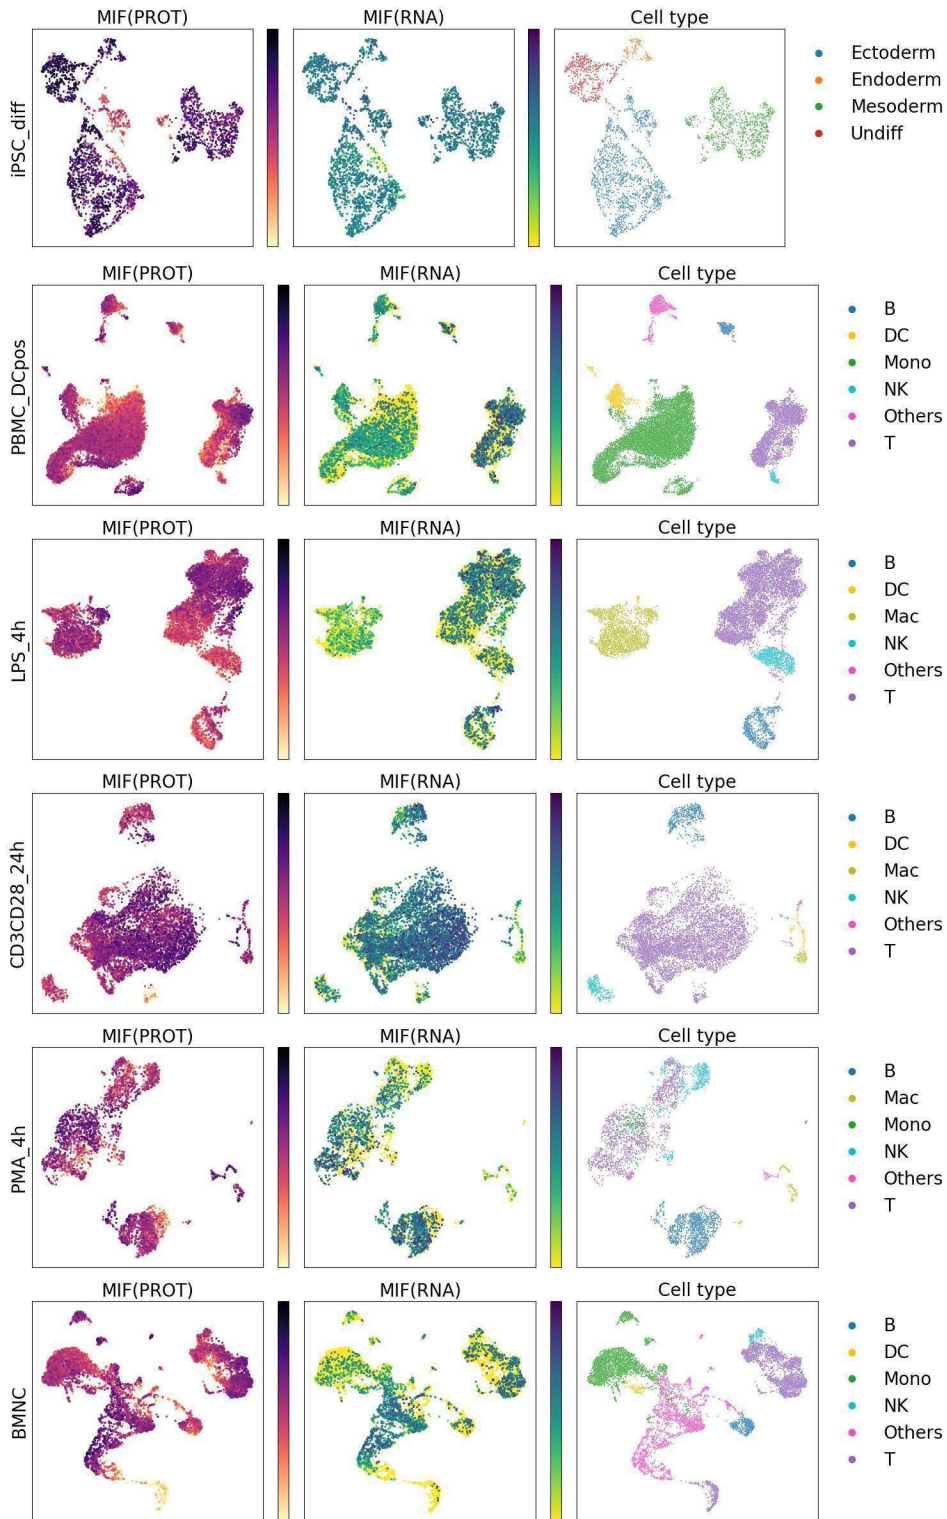 MIF(PROT) MIF(RNA) Cell type
iPSC_diff
Ectoderm
Endoderm
Mesoderm
Undiff
MIF(PROT) MIF(RNA) Cell type
PBMC_DCpos
B
DC
Mono
NK
Others
T
MIF(PROT) MIF(RNA) Cell type
LPS_4h
B
DC
Mac
NK
Others
T
MIF(PROT) MIF(RNA) Cell type
CD3CD28_24h
B
DC
Mac
NK
Others
T
MIF(PROT) MIF(RNA) Cell type
PMA_4h
B
Mac
Mono
NK
Others
T
MIF(PROT) MIF(RNA) Cell type
BMNC
B
DC
Mono
NK
Others
T